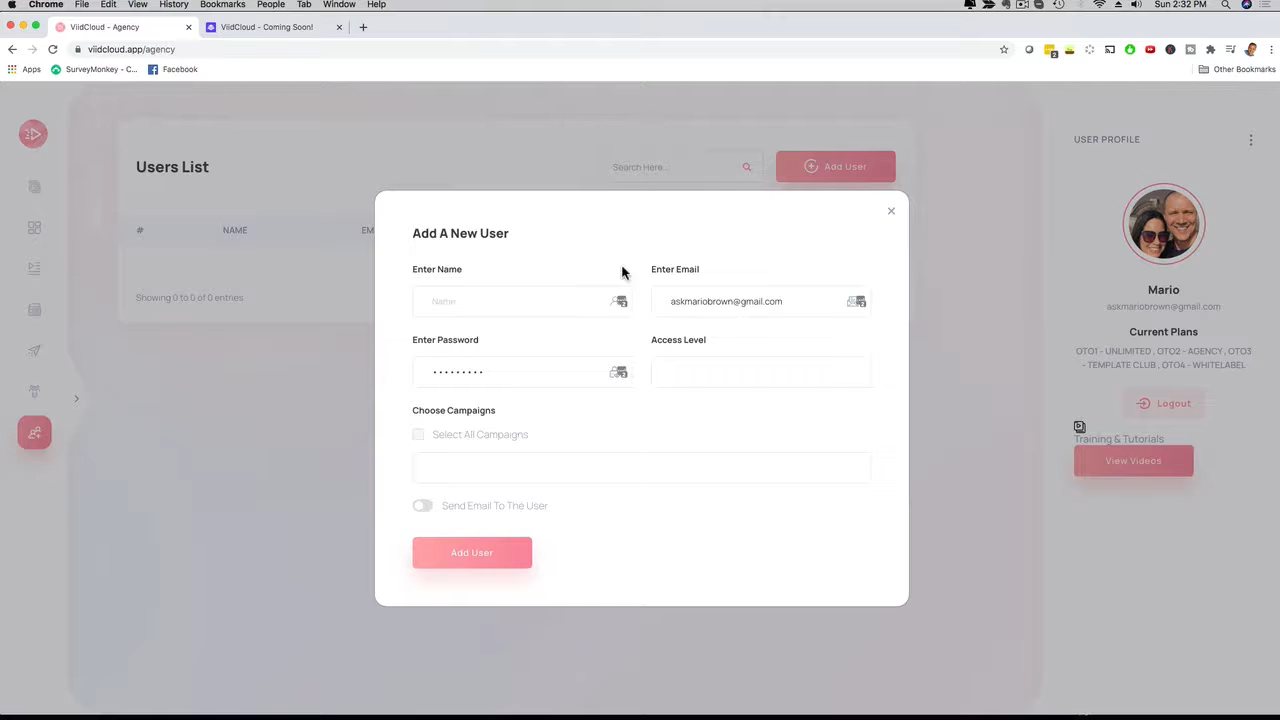 Chrome File Edit View History Bookmarks People Tab Window Help Sun 2:32 PM
ViidCloud - Agency ViidCloud - Coming Soon!
viidcloud.app/agency
Apps SurveyMonkey - C... Facebook Other Bookmarks
Users List
Search Here...
Add User
# NAME EM
Showing 0 to 0 of 0 entries
Add A New User
Enter Name
Enter Email
Name
askmariobrown@gmail.com
Enter Password
Access Level
Choose Campaigns
Select All Campaigns
Send Email To The User
Add User
USER PROFILE
Mario
askmariobrown@gmail.com
Current Plans
OTO1 - UNLIMITED , OTO2 - AGENCY , OTO3
- TEMPLATE CLUB , OTO4 - WHITELABEL
Logout
Training & Tutorials
View Videos